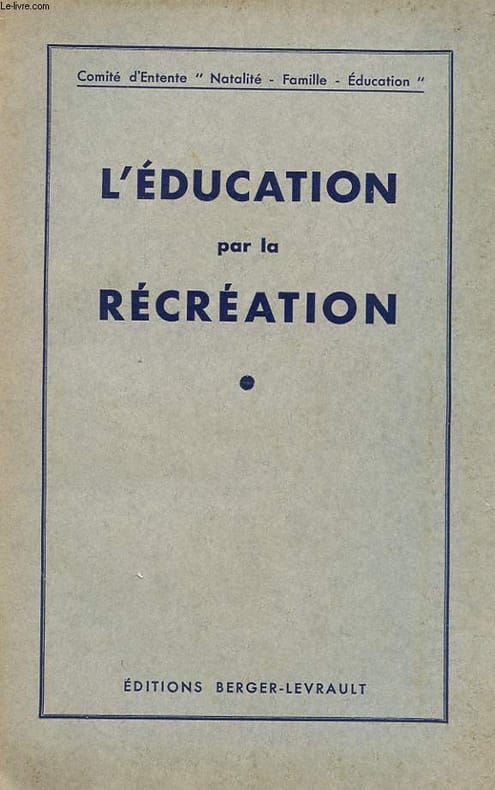 Le-livre.com
Comité d'Entente " Natalité - Famille - Éducation "
L'ÉDUCATION
par la
RÉCRÉATION
ÉDITIONS BERGER-LEVRAULT